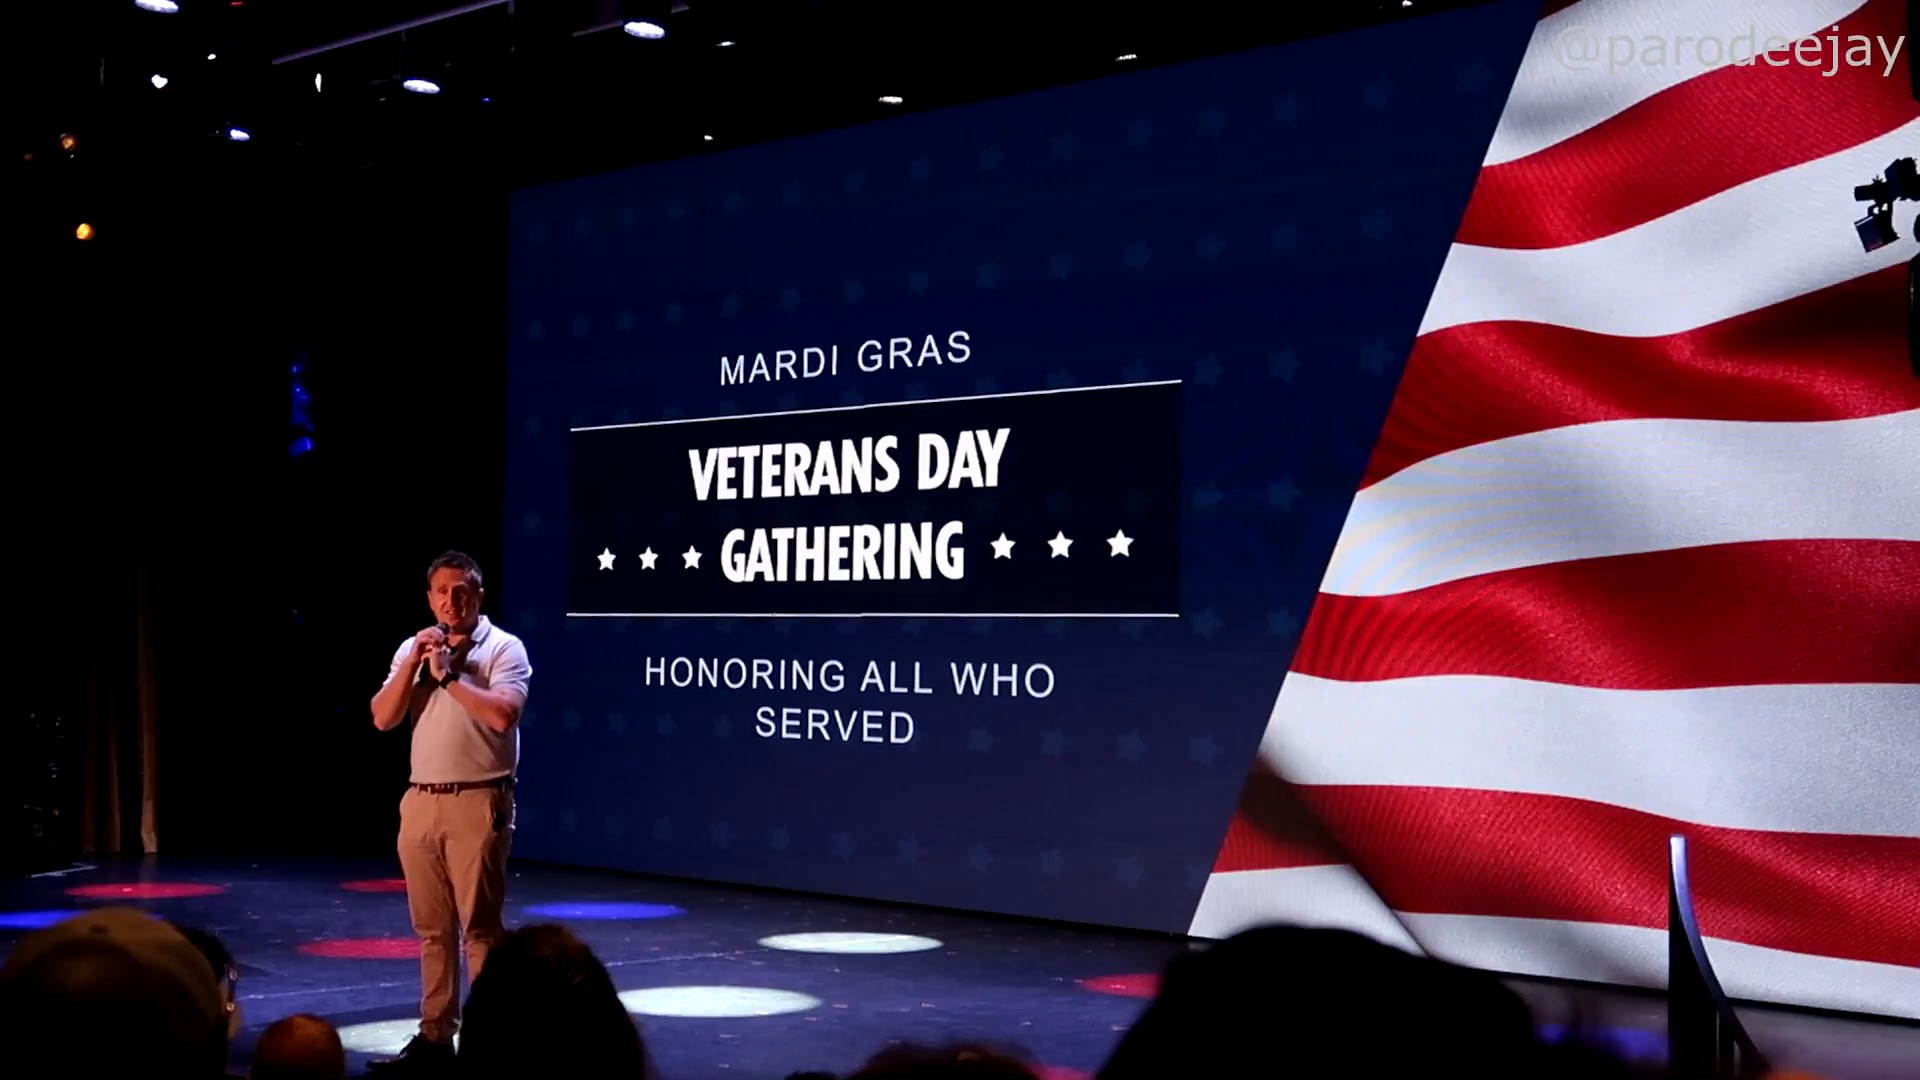 @parodeejay
MARDI GRAS
VETERANS DAY
GATHERING
HONORING ALL WHO
SERVED